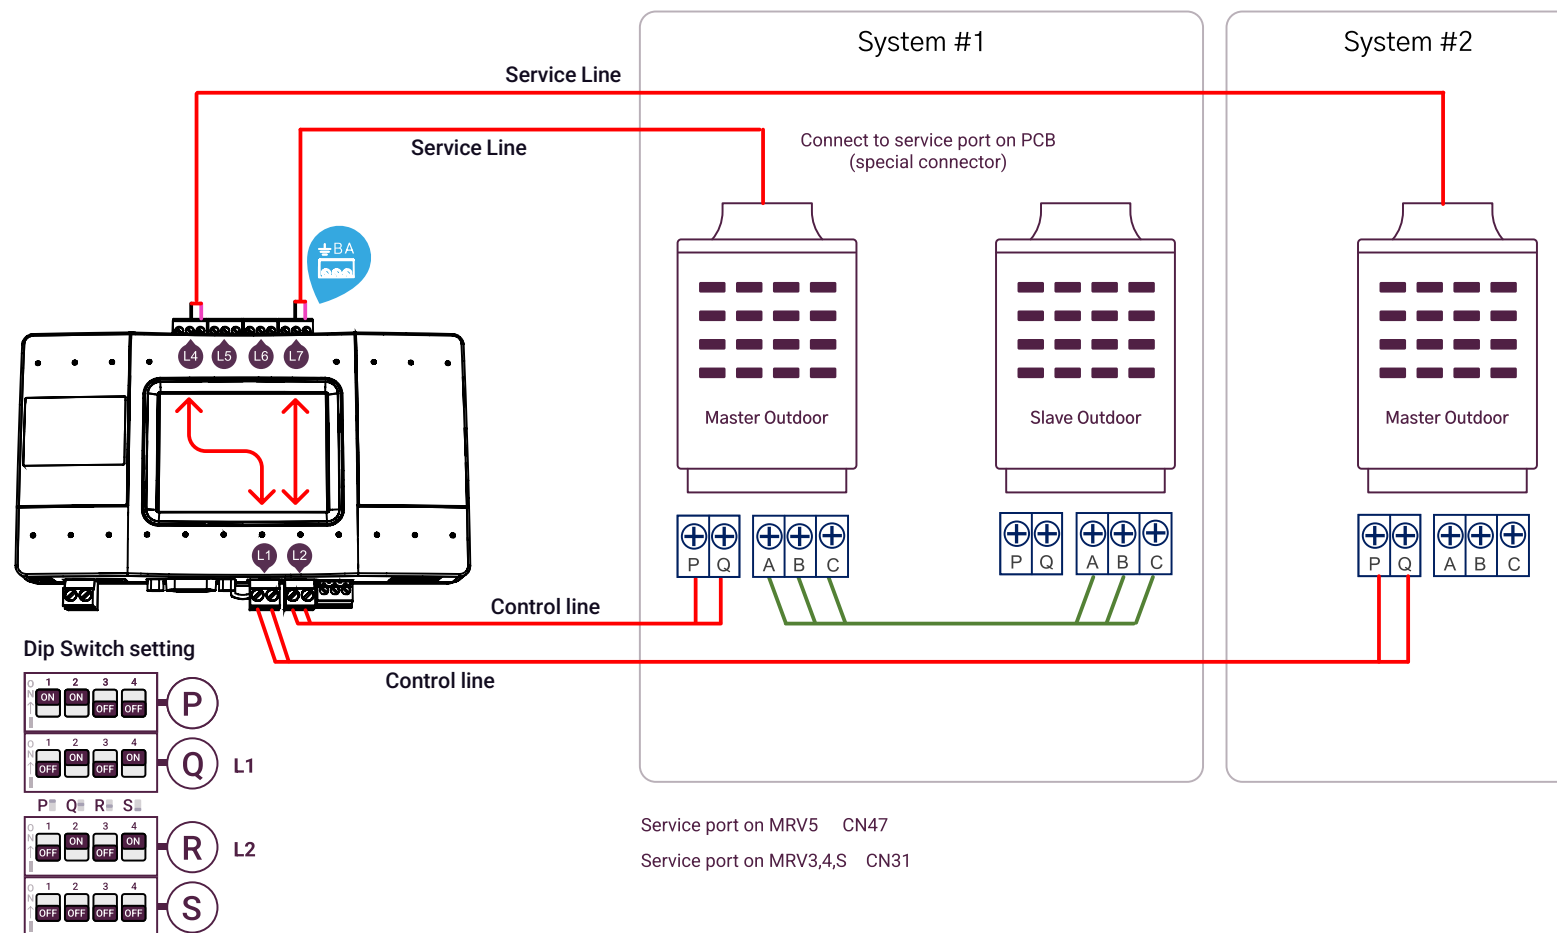 System #1
System #2
Service Line
Service Line
Connect to service port on PCB
(special connector)
BA
L4 L5 L6 L7
Master Outdoor
Slave Outdoor
Master Outdoor
L1 L2
P Q A B C
P Q A B C
P Q A B C
Control line
Control line
Dip Switch setting
ON 1 2 3 4
ON ON OFF OFF
P
ON 1 2 3 4
OFF ON OFF ON
Q L1
P Q R S
ON 1 2 3 4
OFF ON OFF ON
R L2
ON 1 2 3 4
OFF OFF OFF OFF
S
Service port on MRV5 CN47
Service port on MRV3,4,S CN31